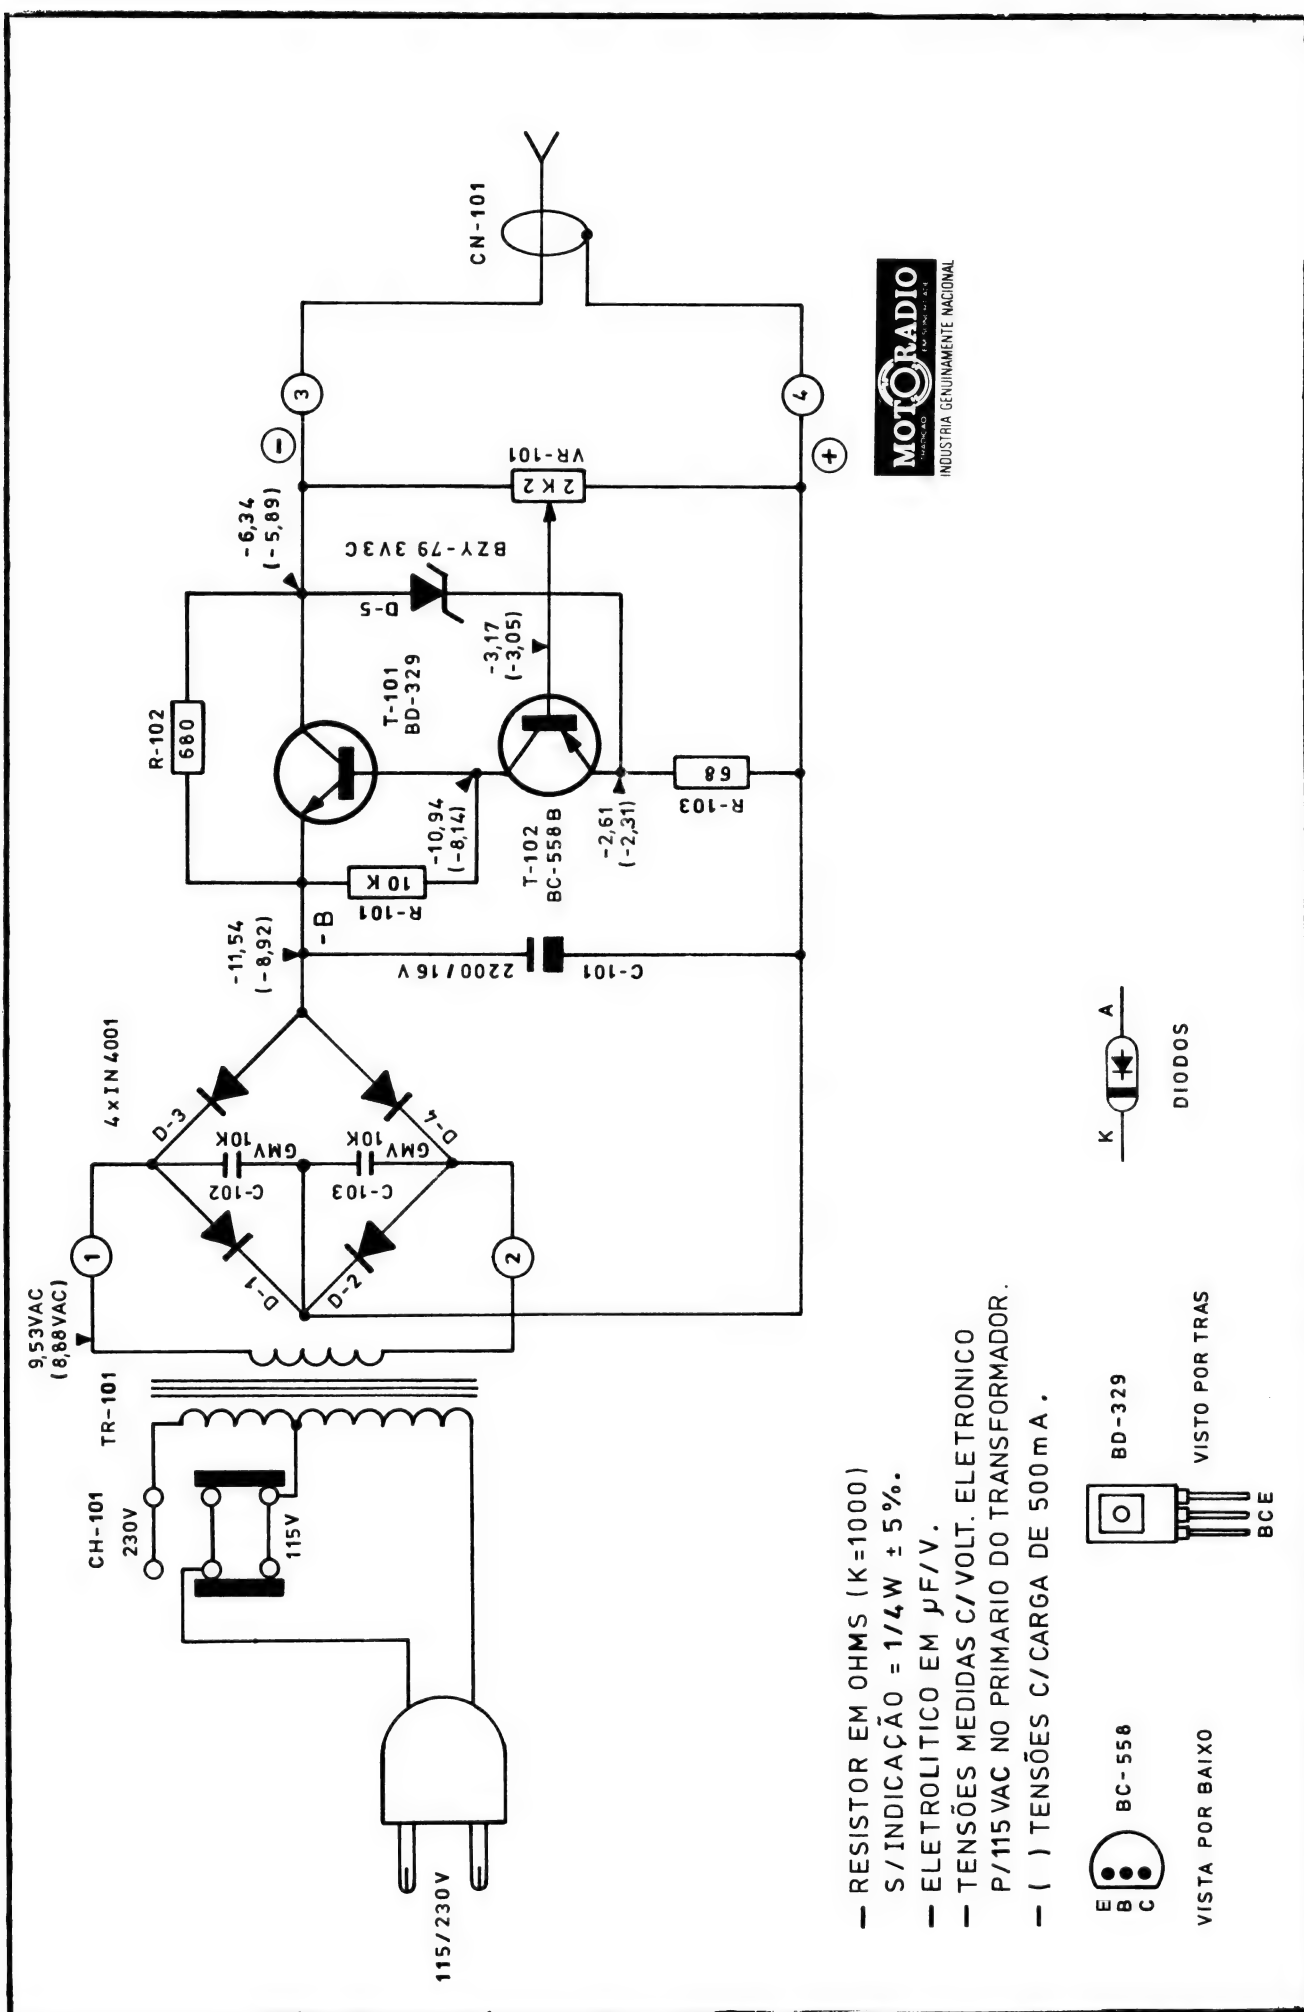 115/230V
CH-101
230V
115V
TR-101
9,53VAC
(8,88VAC)
1
2
4xIN4001
D-3
D-4
D-1
D-2
C-102
10K
GMV
C-103
10K
GMV
-11,54
(-8,92)
-B
2200/16V
C-101
R-102
680
R-101
10K
-10,94
(-8,14)
T-101
BD-329
T-102
BC-558B
-2,61
(-2,31)
R-103
68
-6,34
(-5,89)
D-5
BZY-79 3V3C
-3,17
(-3,05)
VR-101
2K2
-
3
+
4
CN-101
— RESISTOR EM OHMS (K=1000)
S/INDICAÇÃO = 1/4W ± 5%.
— ELETROLITICO EM µF/V.
— TENSÕES MEDIDAS C/VOLT. ELETRONICO
P/115VAC NO PRIMARIO DO TRANSFORMADOR.
— ( ) TENSÕES C/CARGA DE 500mA.
E
B
C
BC-558
VISTA POR BAIXO
BCE
BD-329
VISTO POR TRAS
K
A
DIODOS
MOTORADIO
INDUSTRIA GENUINAMENTE NACIONAL